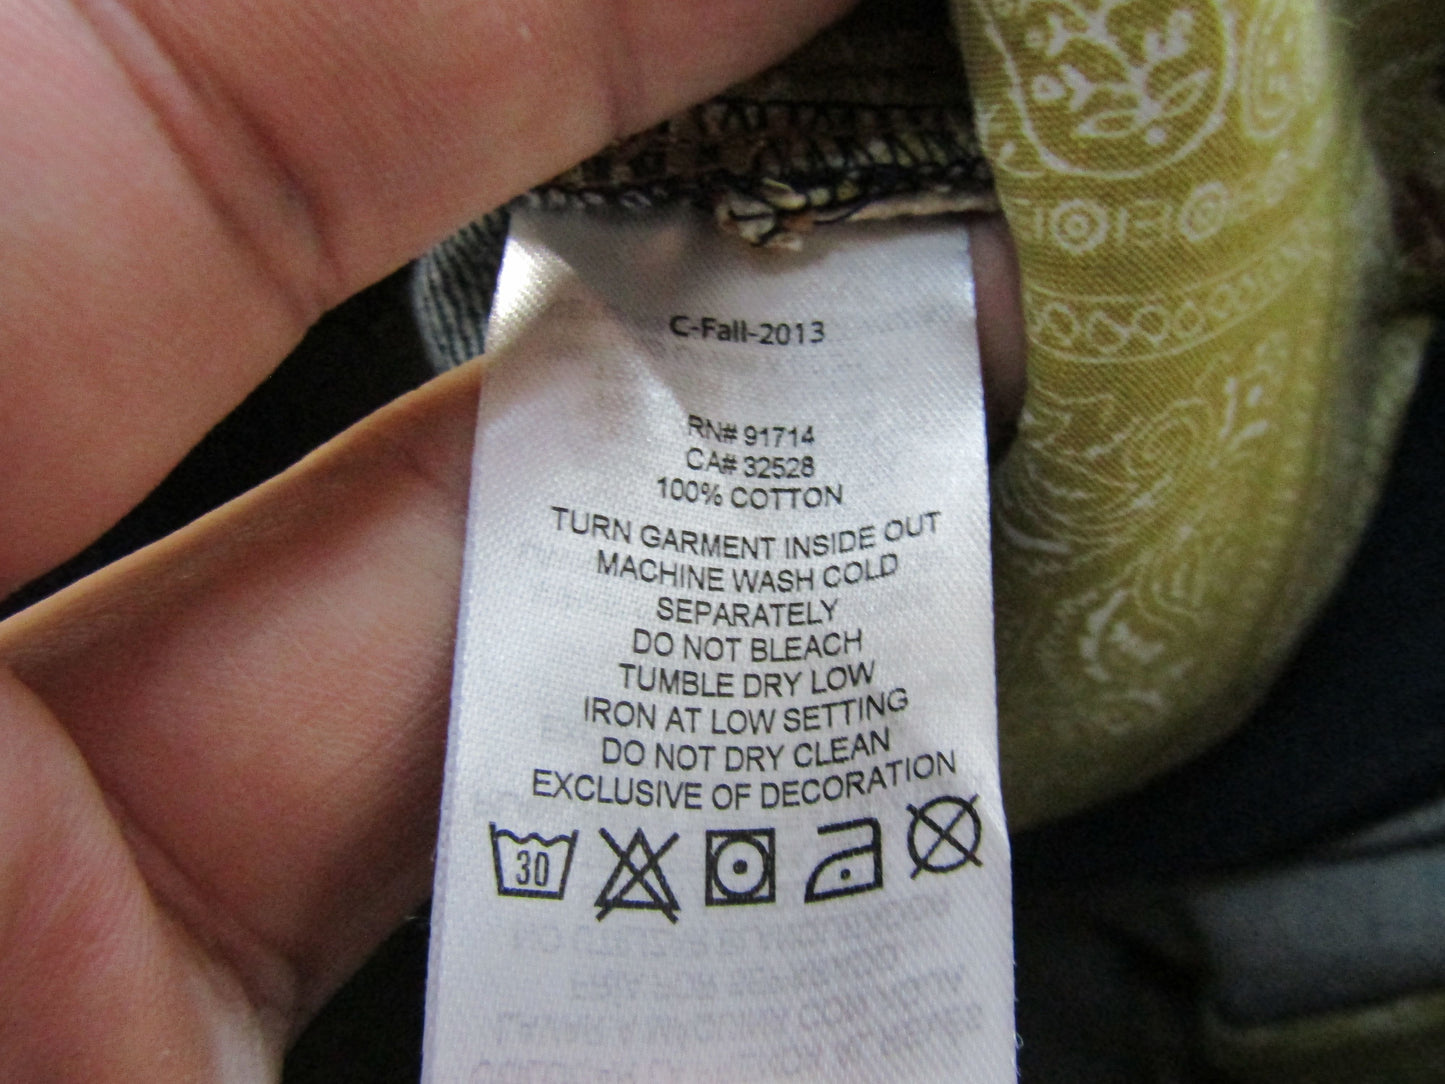 C-Fall-2013
RN# 91714
CA# 32528
100% COTTON
TURN GARMENT INSIDE OUT
MACHINE WASH COLD
SEPARATELY
DO NOT BLEACH
TUMBLE DRY LOW
IRON AT LOW SETTING
DO NOT DRY CLEAN
EXCLUSIVE OF DECORATION
30